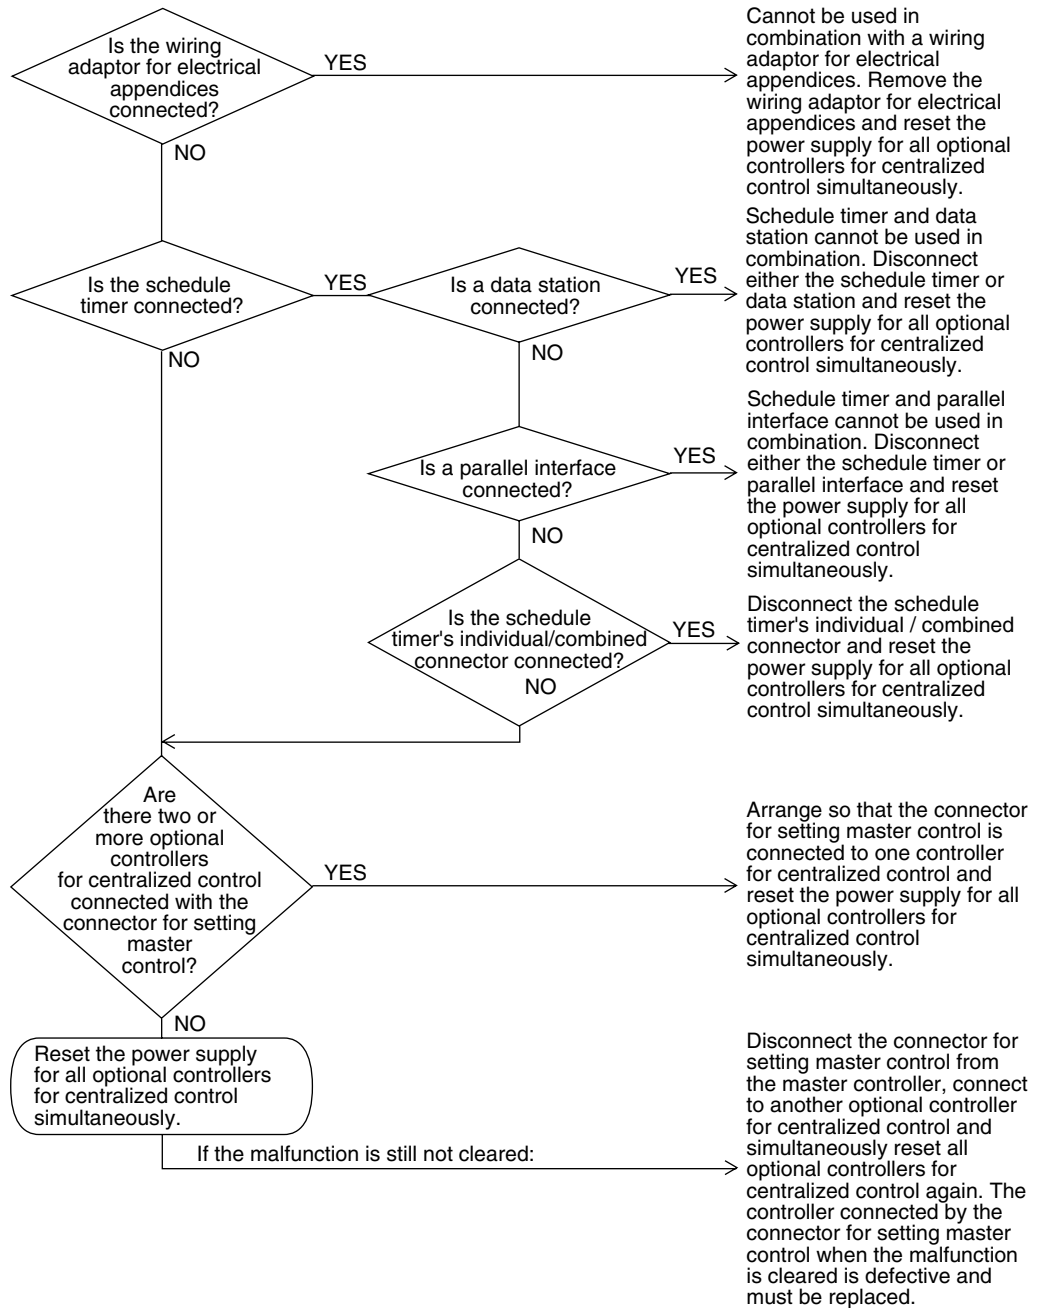 Is the wiring
adaptor for electrical
appendices
connected?
YES
Cannot be used in
combination with a wiring
adaptor for electrical
appendices. Remove the
wiring adaptor for electrical
appendices and reset the
power supply for all optional
controllers for centralized
control simultaneously.
NO
Is the schedule
timer connected?
YES
Is a data station
connected?
YES
Schedule timer and data
station cannot be used in
combination. Disconnect
either the schedule timer or
data station and reset the
power supply for all optional
controllers for centralized
control simultaneously.
NO
NO
Is a parallel interface
connected?
YES
Schedule timer and parallel
interface cannot be used in
combination. Disconnect
either the schedule timer or
parallel interface and reset
the power supply for all
optional controllers for
centralized control
simultaneously.
NO
Is the schedule
timer's individual/combined
connector connected?
YES
NO
Disconnect the schedule
timer's individual / combined
connector and reset the
power supply for all optional
controllers for centralized
control simultaneously.
Are
there two or
more optional
controllers
for centralized control
connected with the
connector for setting
master
control?
YES
Arrange so that the connector
for setting master control is
connected to one controller
for centralized control and
reset the power supply for all
optional controllers for
centralized control
simultaneously.
NO
Reset the power supply
for all optional controllers
for centralized control
simultaneously.
If the malfunction is still not cleared:
Disconnect the connector for
setting master control from
the master controller, connect
to another optional controller
for centralized control and
simultaneously reset all
optional controllers for
centralized control again. The
controller connected by the
connector for setting master
control when the malfunction
is cleared is defective and
must be replaced.